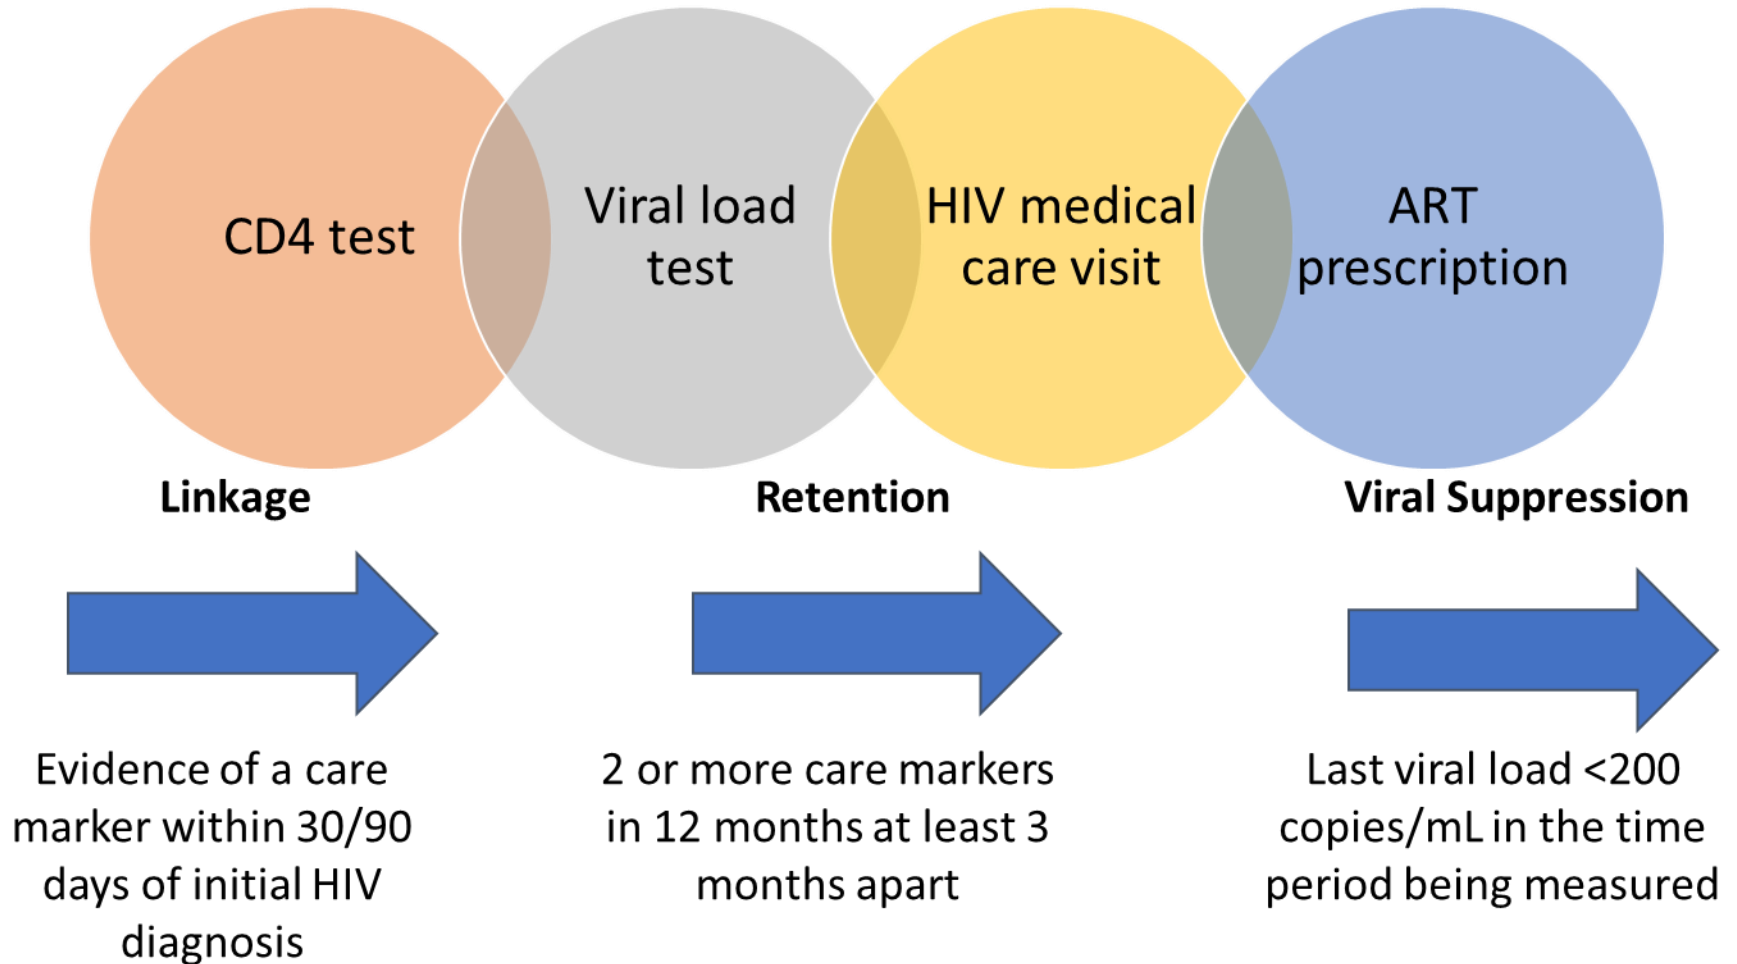 CD4 test
Viral load
test
HIV medical
care visit
ART
prescription
Linkage
Retention
Viral Suppression
Evidence of a care
marker within 30/90
days of initial HIV
diagnosis
2 or more care markers
in 12 months at least 3
months apart
Last viral load <200
copies/mL in the time
period being measured